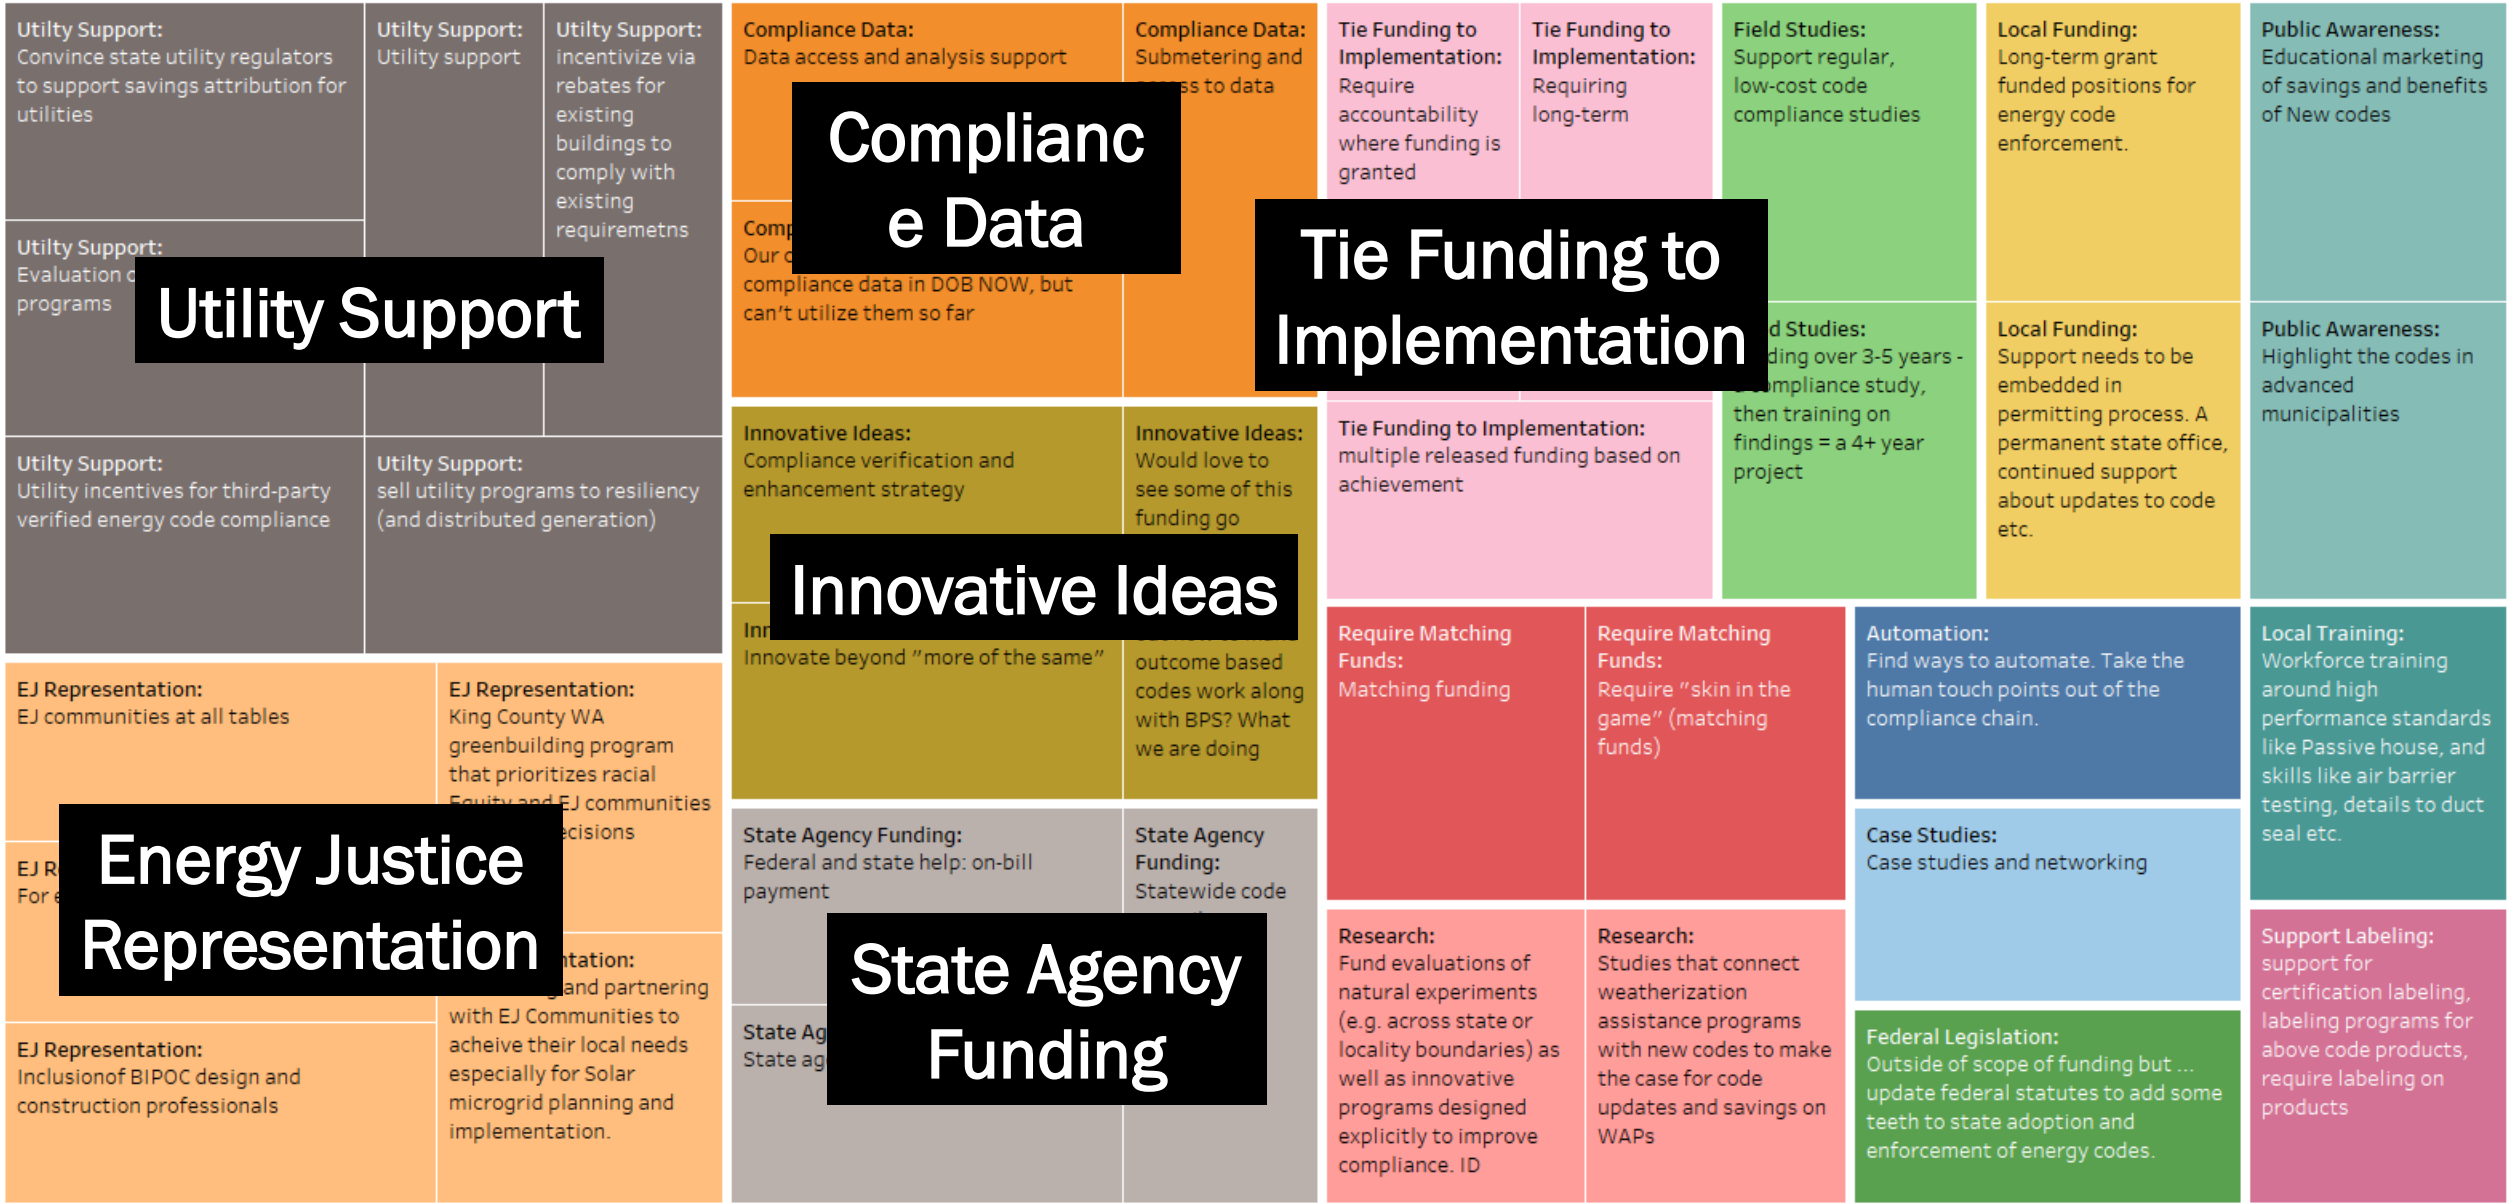 Utilty Support:
Convince state utility regulators
to support savings attribution for
utilities
Utilty Support:
Utility support
Utilty Support:
incentivize via
rebates for
existing
buildings to
comply with
existing
requiremetns
Utilty Support:
Evaluation
programs
Utility Support
Utilty Support:
Utility incentives for third-party
verified energy code compliance
Utilty Support:
sell utility programs to resiliency
(and distributed generation)
EJ Representation:
EJ communities at all tables
EJ Representation:
King County WA
greenbuilding program
that prioritizes racial
Equity and EJ communities
For
Energy Justice
Representation
and partnering
with EJ Communities to
acheive their local needs
especially for Solar
microgrid planning and
implementation.
EJ Representation:
Inclusionof BIPOC design and
construction professionals
Compliance Data:
Data access and analysis support
Compliance Data:
Submetering and
to data
Complianc
e Data
Our
compliance data in DOB NOW, but
can't utilize them so far
Innovative Ideas:
Compliance verification and
enhancement strategy
Innovative Ideas:
Would love to
see some of this
funding go
Innovative Ideas
Innovate beyond "more of the same"
outcome based
codes work along
with BPS? What
we are doing
State Agency Funding:
Federal and state help: on-bill
payment
State Agency
Funding:
Statewide code
State Agency
Funding
State
State
Tie Funding to
Implementation:
Require
accountability
where funding is
granted
Tie Funding to
Implementation:
Requiring
long-term
Tie Funding to
Implementation
Tie Funding to Implementation:
multiple released funding based on
achievement
Field Studies:
Support regular,
low-cost code
compliance studies
Studies:
over 3-5 years -
compliance study,
then training on
findings = a 4+ year
project
Local Funding:
Long-term grant
funded positions for
energy code
enforcement.
Local Funding:
Support needs to be
embedded in
permitting process. A
permanent state office,
continued support
about updates to code
etc.
Public Awareness:
Educational marketing
of savings and benefits
of New codes
Public Awareness:
Highlight the codes in
advanced
municipalities
Require Matching
Funds:
Matching funding
Require Matching
Funds:
Require "skin in the
game" (matching
funds)
Automation:
Find ways to automate. Take the
human touch points out of the
compliance chain.
Case Studies:
Case studies and networking
Local Training:
Workforce training
around high
performance standards
like Passive house, and
skills like air barrier
testing, details to duct
seal etc.
Research:
Fund evaluations of
natural experiments
(e.g. across state or
locality boundaries) as
well as innovative
programs designed
explicitly to improve
compliance. ID
Research:
Studies that connect
weatherization
assistance programs
with new codes to make
the case for code
updates and savings on
WAPs
Federal Legislation:
Outside of scope of funding but ...
update federal statutes to add some
teeth to state adoption and
enforcement of energy codes.
Support Labeling:
support for
certification labeling,
labeling programs for
above code products,
require labeling on
products